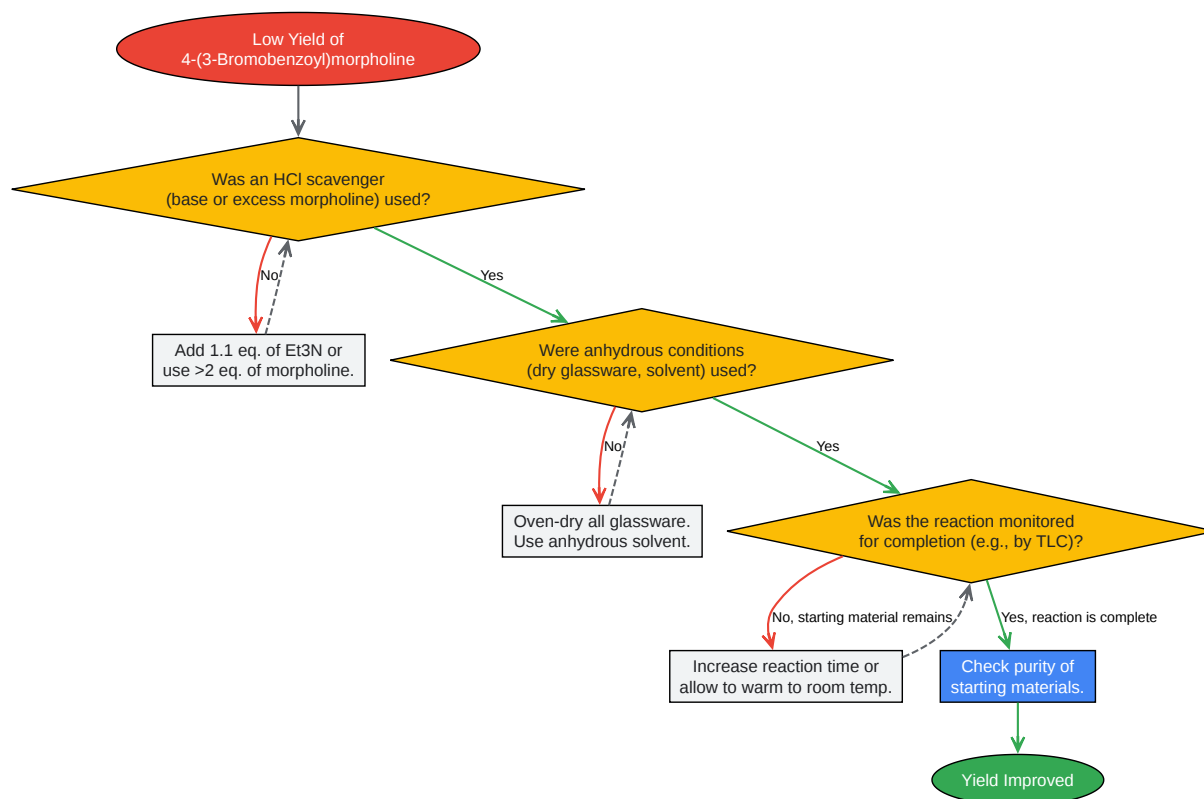 Low Yield of
4-(3-Bromobenzoyl)morpholine
Was an HCl scavenger
(base or excess morpholine) used?
No
Yes
Add 1.1 eq. of Et3N or
use >2 eq. of morpholine.
Were anhydrous conditions
(dry glassware, solvent) used?
No
Yes
Oven-dry all glassware.
Use anhydrous solvent.
Was the reaction monitored
for completion (e.g., by TLC)?
No, starting material remains
Yes, reaction is complete
Increase reaction time or
allow to warm to room temp.
Check purity of
starting materials.
Yield Improved